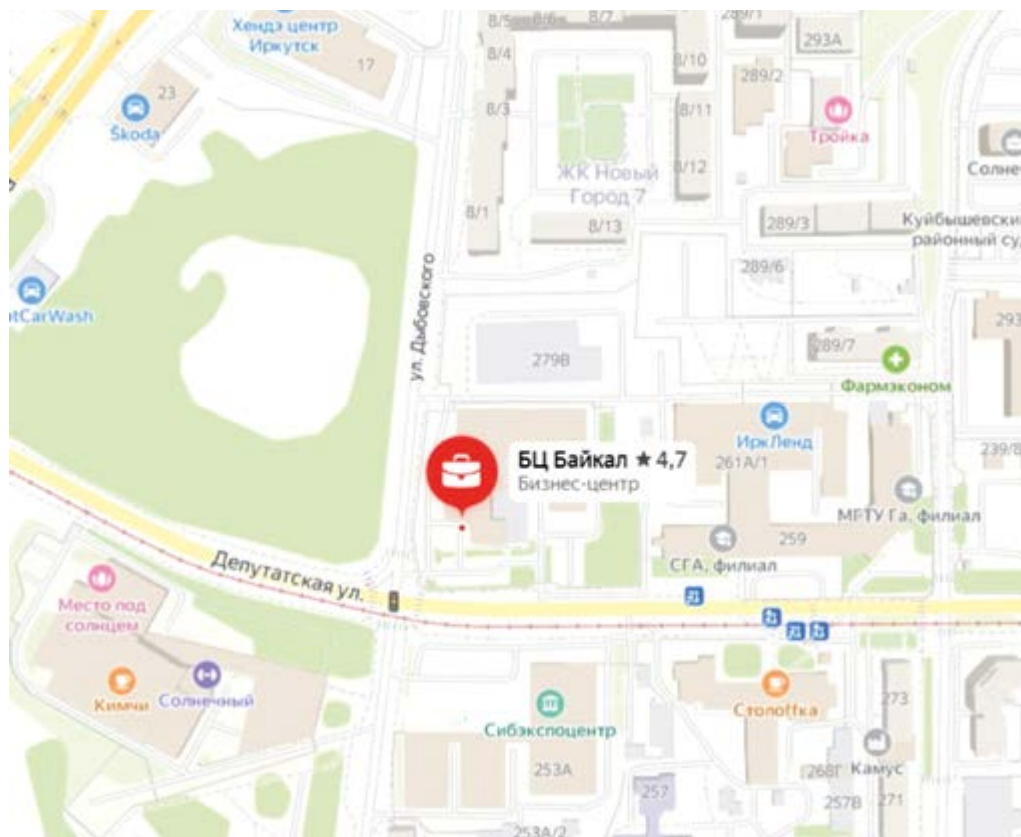 Хендэ центр
Иркутск
17
23
Škoda
8/5
8/6
8/7
8/4
8/10
8/3
8/11
8/12
8/1
8/13
ЖК Новый
Город 7
289/1
293А
289/2
Тройка
Солне
289/3
Куйбышевски
районный су
289/6
tCarWash
ул. Дыбовского
279В
289/7
293
Фармэконом
ИркЛенд
261А/1
239/8
БЦ Байкал ★ 4,7
Бизнес-центр
МГТУ Га, филиал
259
СГА, филиал
Депутатская ул.
Место под
солнцем
Кимчи
Солнечный
Сибэкспоцентр
253А
253А/2
257
Столоffка
273
268Г
Камус
257В
271